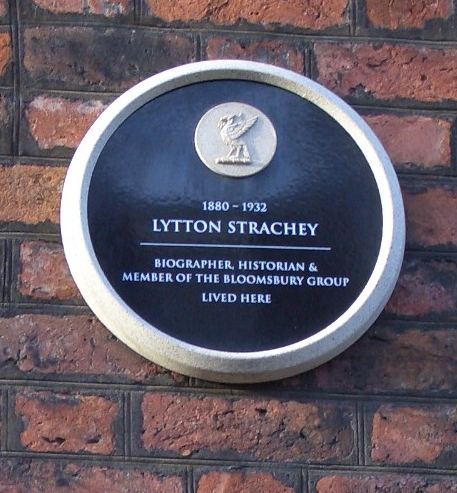 1880 – 1932
LYTTON STRACHEY
BIOGRAPHER, HISTORIAN &
MEMBER OF THE BLOOMSBURY GROUP
LIVED HERE